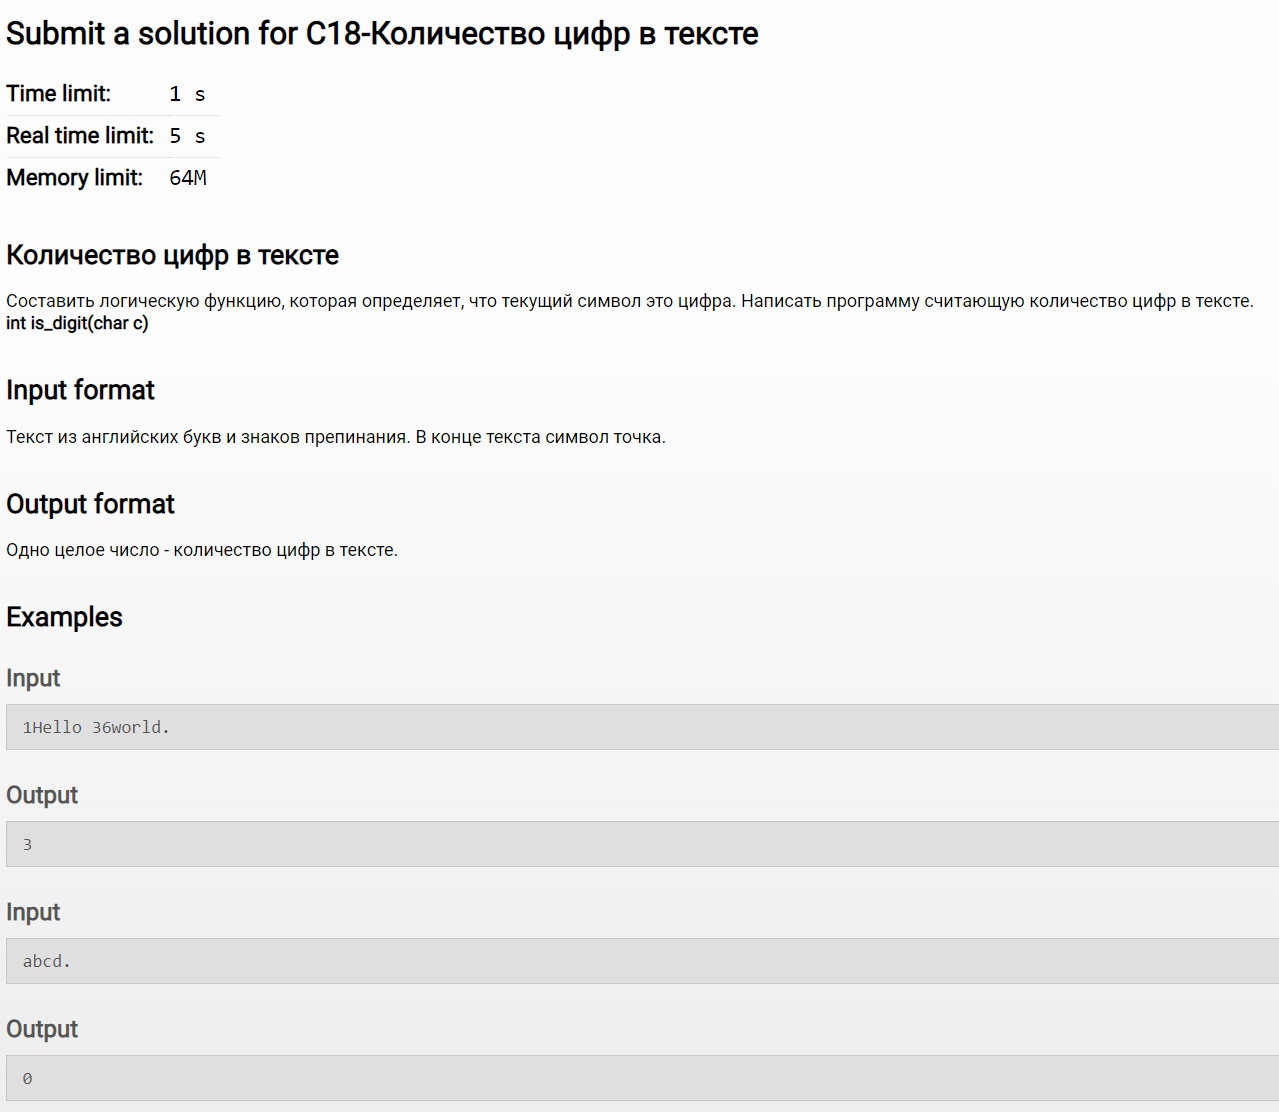 Submit a solution for C18-Количество цифр в тексте
Time limit: 1 s
Real time limit: 5 s
Memory limit: 64M
Количество цифр в тексте
Составить логическую функцию, которая определяет, что текущий символ это цифра. Написать программу считающую количество цифр в тексте.
int is_digit(char c)
Input format
Текст из английских букв и знаков препинания. В конце текста символ точка.
Output format
Одно целое число - количество цифр в тексте.
Examples
Input
1Hello 36world.
Output
3
Input
abcd.
Output
0